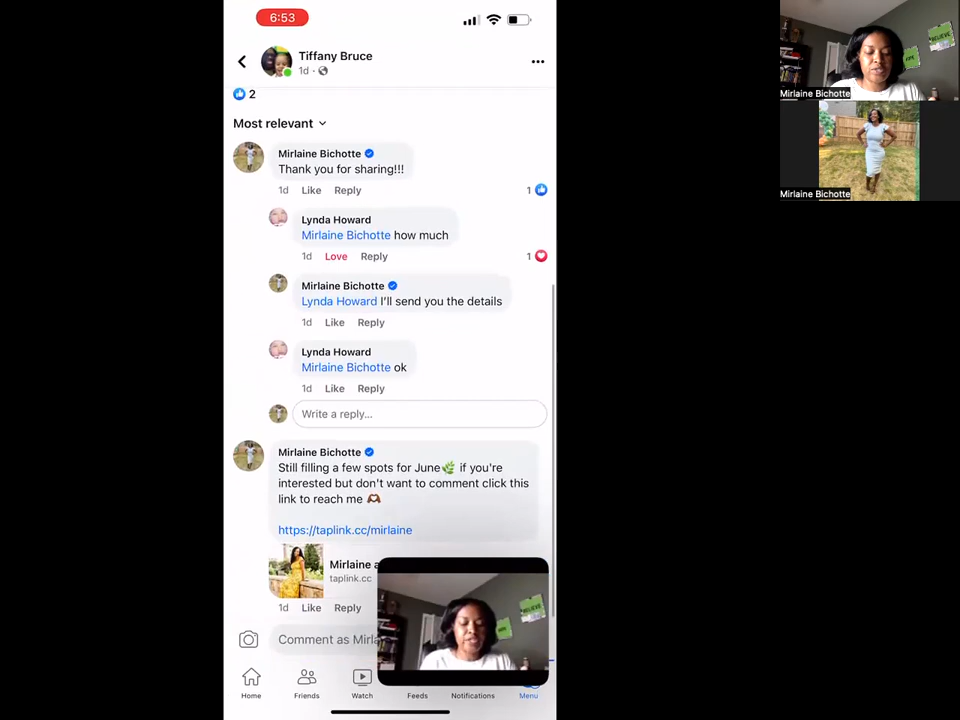 6:53
Tiffany Bruce
1d ·
2
Most relevant
Mirlaine Bichotte
Thank you for sharing!!!
1d Like Reply
1
Lynda Howard
Mirlaine Bichotte how much
1d Love Reply
1
Mirlaine Bichotte
Lynda Howard I'll send you the details
1d Like Reply
Lynda Howard
Mirlaine Bichotte ok
1d Like Reply
Write a reply...
Mirlaine Bichotte
Still filling a few spots for June🌿 if you're
interested but don't want to comment click this
link to reach me 🫶🏾
https://taplink.cc/mirlaine
Mirlaine a
taplink.cc
1d Like Reply
Comment as Mirla
Home Friends Watch Feeds Notifications Menu
Mirlaine Bichotte
Mirlaine Bichotte